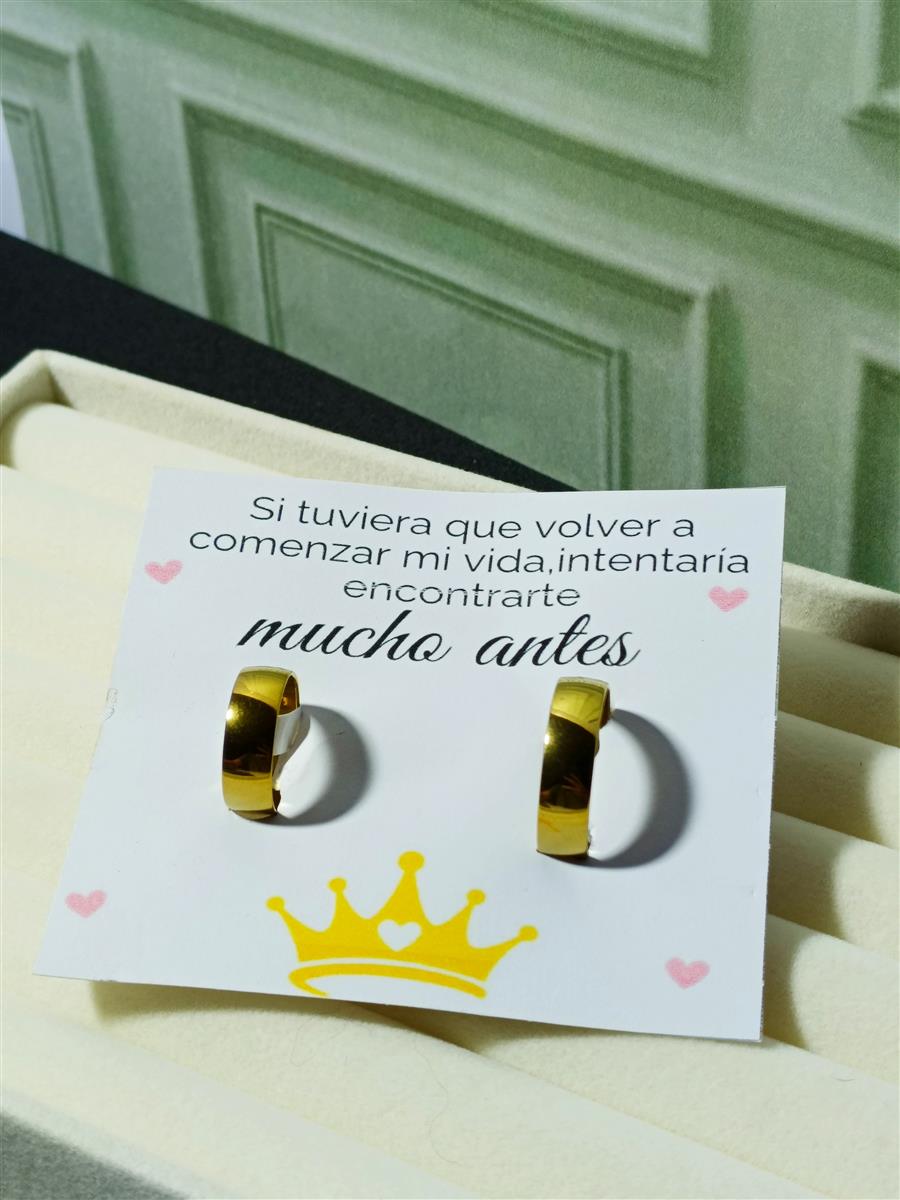 Si tuviera que volver a
comenzar mi vida,intentaría
encontrarte
mucho antes